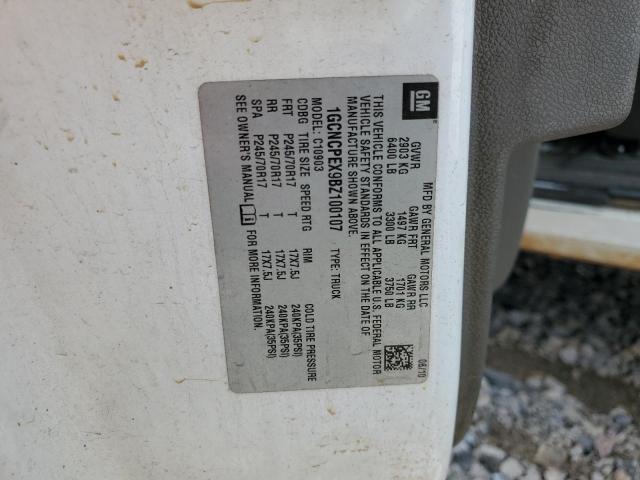 GM
MFD BY GENERAL MOTORS LLC 06/10
GVWR GAWR FRT GAWR RR
2903 KG 1497 KG 1701 KG
6400 LB 3300 LB 3750 LB
THIS VEHICLE CONFORMS TO ALL APPLICABLE U.S. FEDERAL MOTOR
VEHICLE SAFETY STANDARDS IN EFFECT ON THE DATE OF
MANUFACTURE SHOWN ABOVE.
1GCNCPEX9BZ100107 TYPE: TRUCK
MODEL: C10903
CDBG TIRE SIZE SPEED RTG RIM COLD TIRE PRESSURE
FRT P245/70R17 T 17X7.5J 240KPA(35PSI)
RR P245/70R17 T 17X7.5J 240KPA(35PSI)
SPA P245/70R17 T 17X7.5J 240KPA(35PSI)
SEE OWNER'S MANUAL FOR MORE INFORMATION.